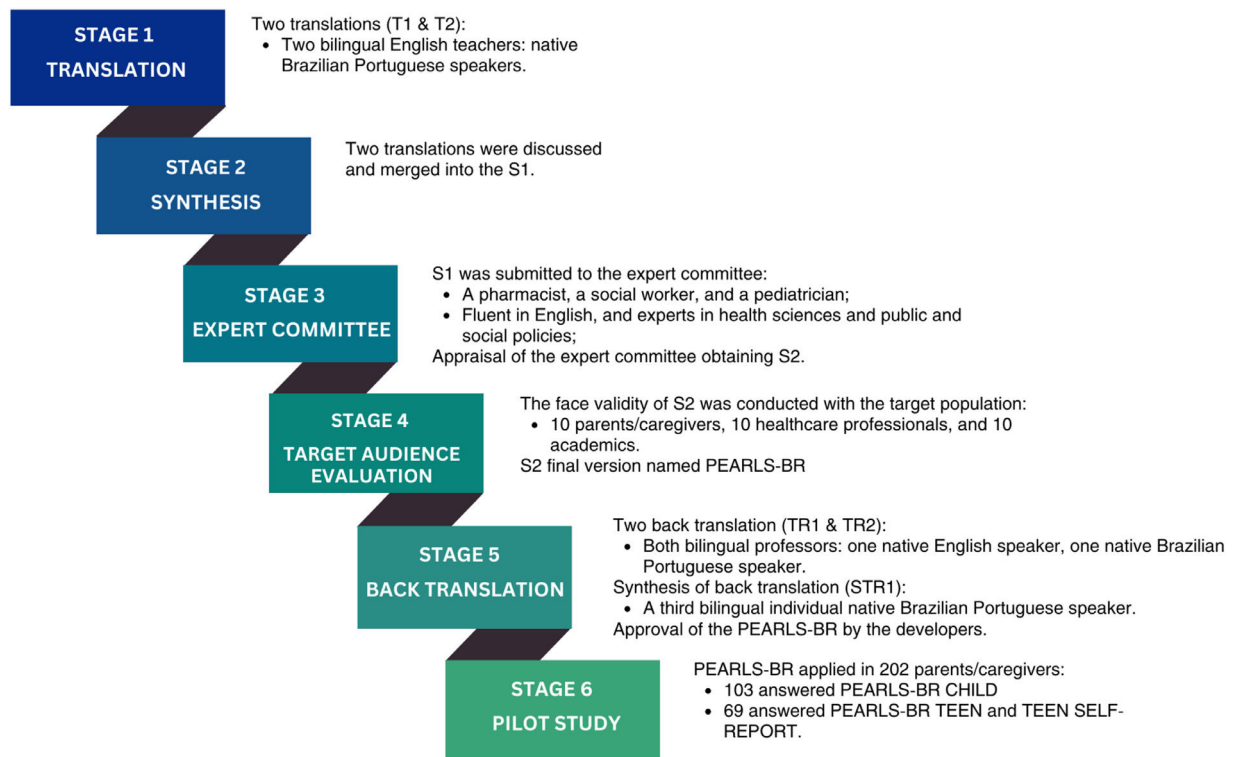 STAGE 1
TRANSLATION
Two translations (T1 & T2):
• Two bilingual English teachers: native
Brazilian Portuguese speakers.
STAGE 2
SYNTHESIS
Two translations were discussed
and merged into the S1.
STAGE 3
EXPERT COMMITTEE
S1 was submitted to the expert committee:
• A pharmacist, a social worker, and a pediatrician;
• Fluent in English, and experts in health sciences and public and
social policies;
Appraisal of the expert committee obtaining S2.
STAGE 4
TARGET AUDIENCE
EVALUATION
The face validity of S2 was conducted with the target population:
• 10 parents/caregivers, 10 healthcare professionals, and 10
academics.
S2 final version named PEARLS-BR
STAGE 5
BACK TRANSLATION
Two back translation (TR1 & TR2):
• Both bilingual professors: one native English speaker, one native Brazilian
Portuguese speaker.
Synthesis of back translation (STR1):
• A third bilingual individual native Brazilian Portuguese speaker.
Approval of the PEARLS-BR by the developers.
STAGE 6
PILOT STUDY
PEARLS-BR applied in 202 parents/caregivers:
• 103 answered PEARLS-BR CHILD
• 69 answered PEARLS-BR TEEN and TEEN SELF-
REPORT.